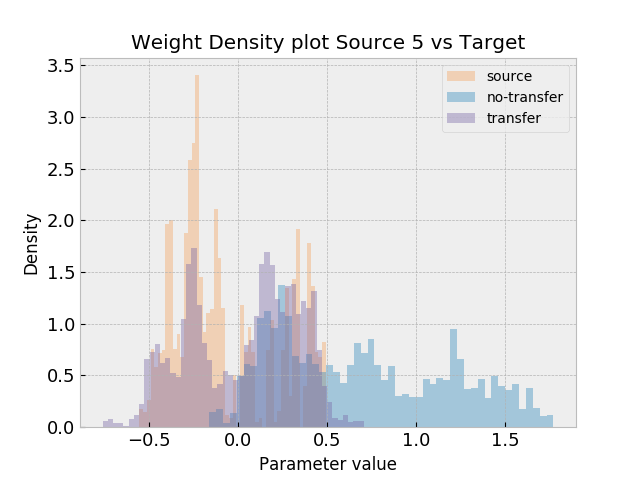 Weight Density plot Source 5 vs Target
3.5
3.0
2.5
2.0
1.5
1.0
0.5
0.0
Density
source
no-transfer
transfer
−0.5 0.0 0.5 1.0 1.5
Parameter value